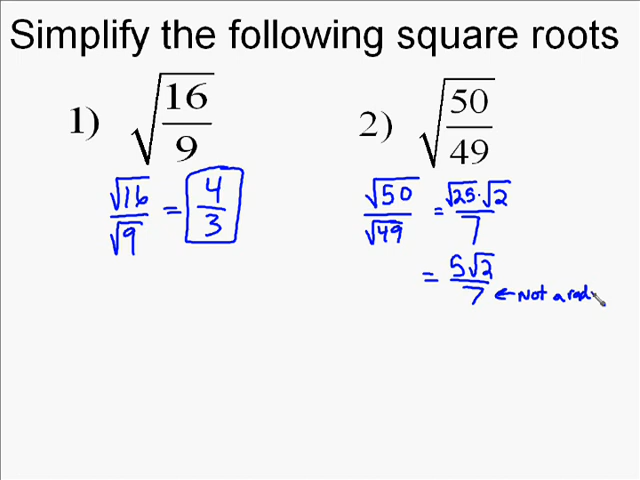 Simplify the following square roots
1) √(16/9)
√16/√9 = 4/3
2) √(50/49)
√50/√49 = √25·√2/7
= 5√2/7 ← Not a rad